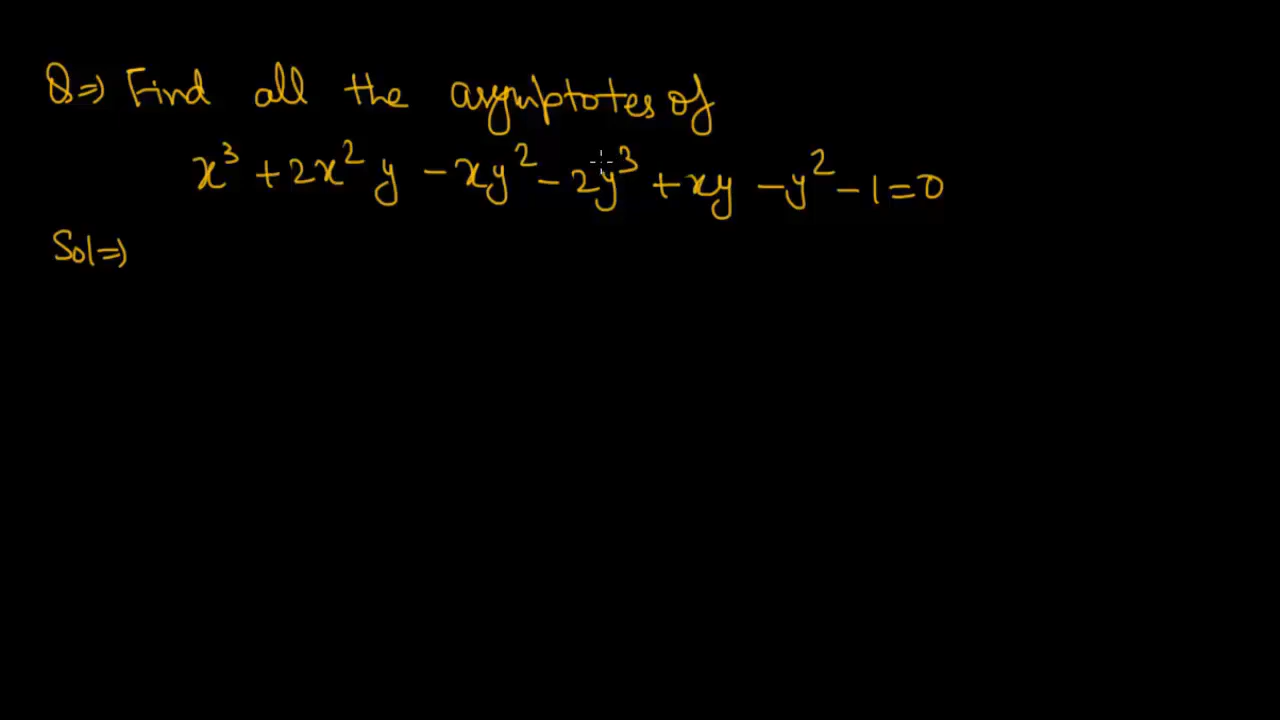 Q⇒ Find all the asymptotes of
x³ + 2x²y - xy² - 2y³ + xy - y² - 1 = 0
Sol⇒